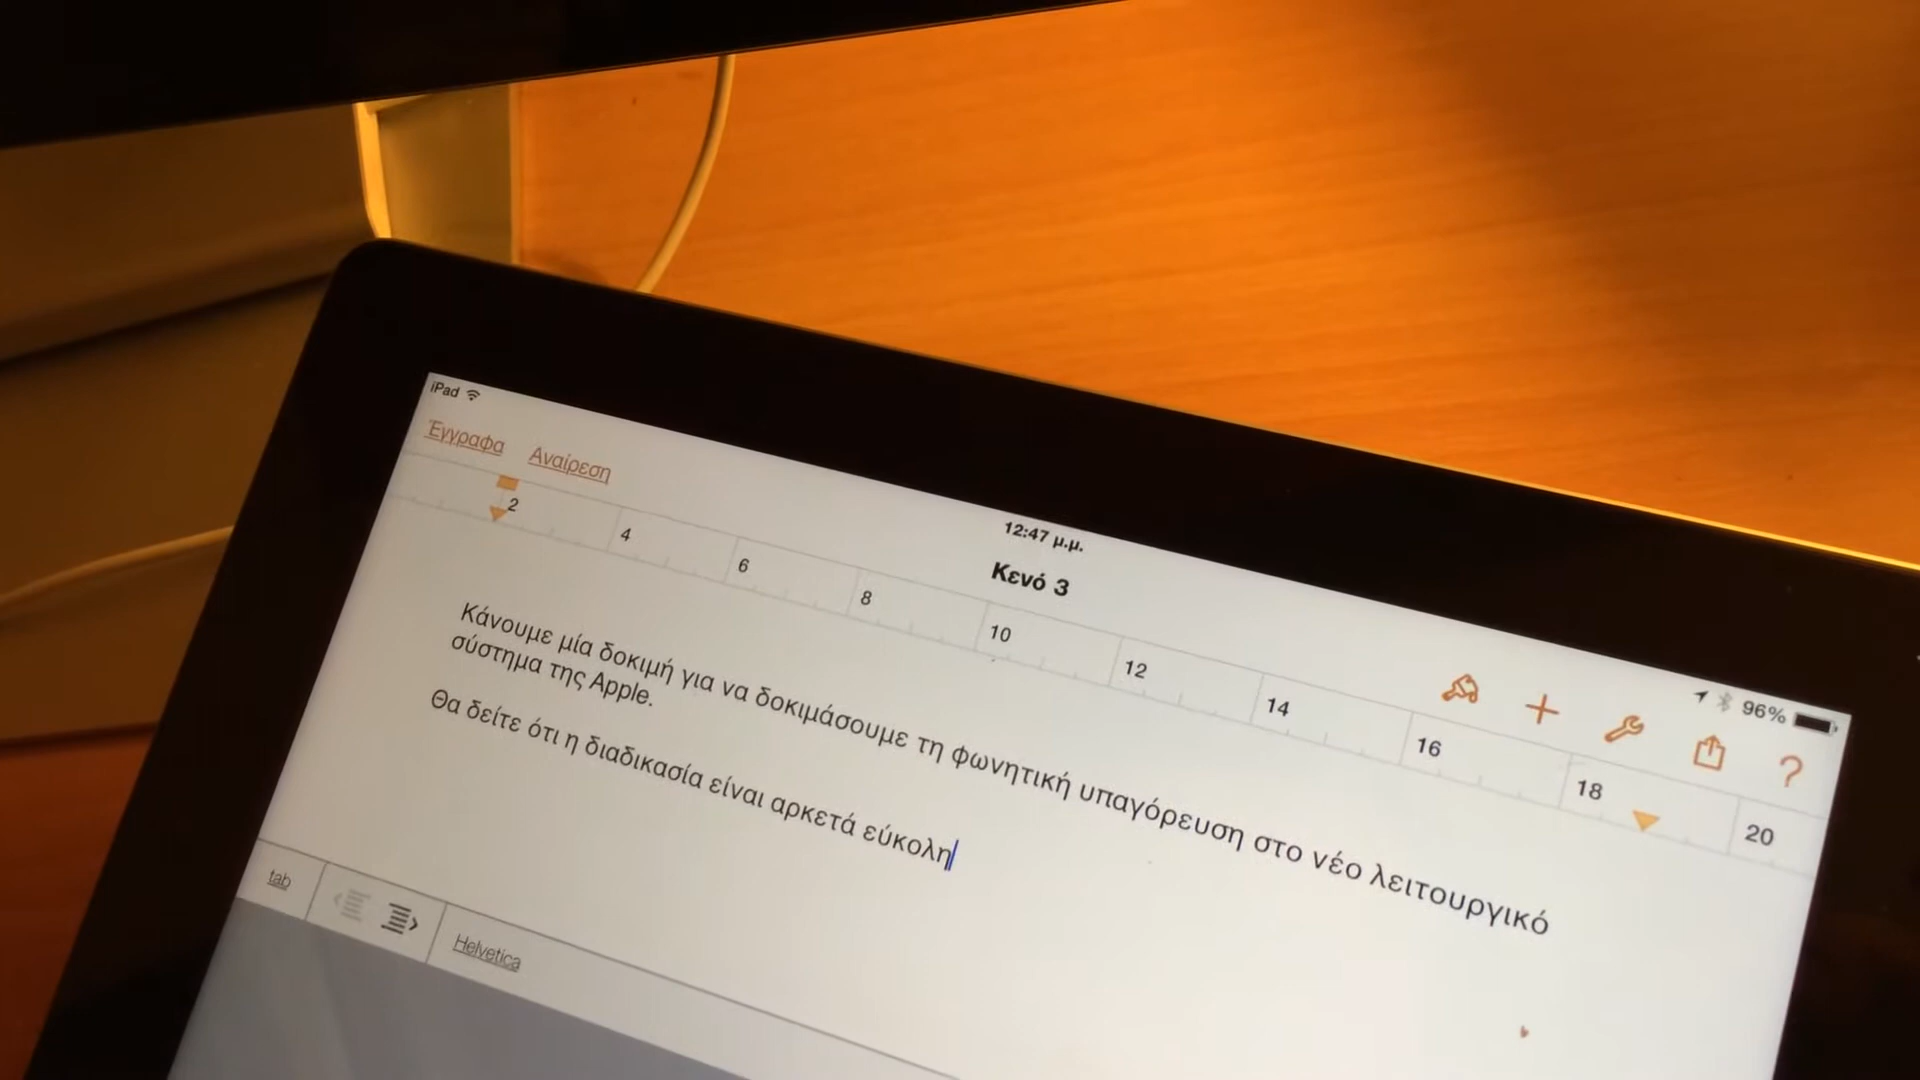 iPad
Έγγραφα Αναίρεση
12:47 μ.μ.
96%
Κενό 3
?
2 4 6 8 10 12 14 16 18 20
Κάνουμε μία δοκιμή για να δοκιμάσουμε τη φωνητική υπαγόρευση στο νέο λειτουργικό
σύστημα της Apple.
Θα δείτε ότι η διαδικασία είναι αρκετά εύκολη
tab
Helvetica